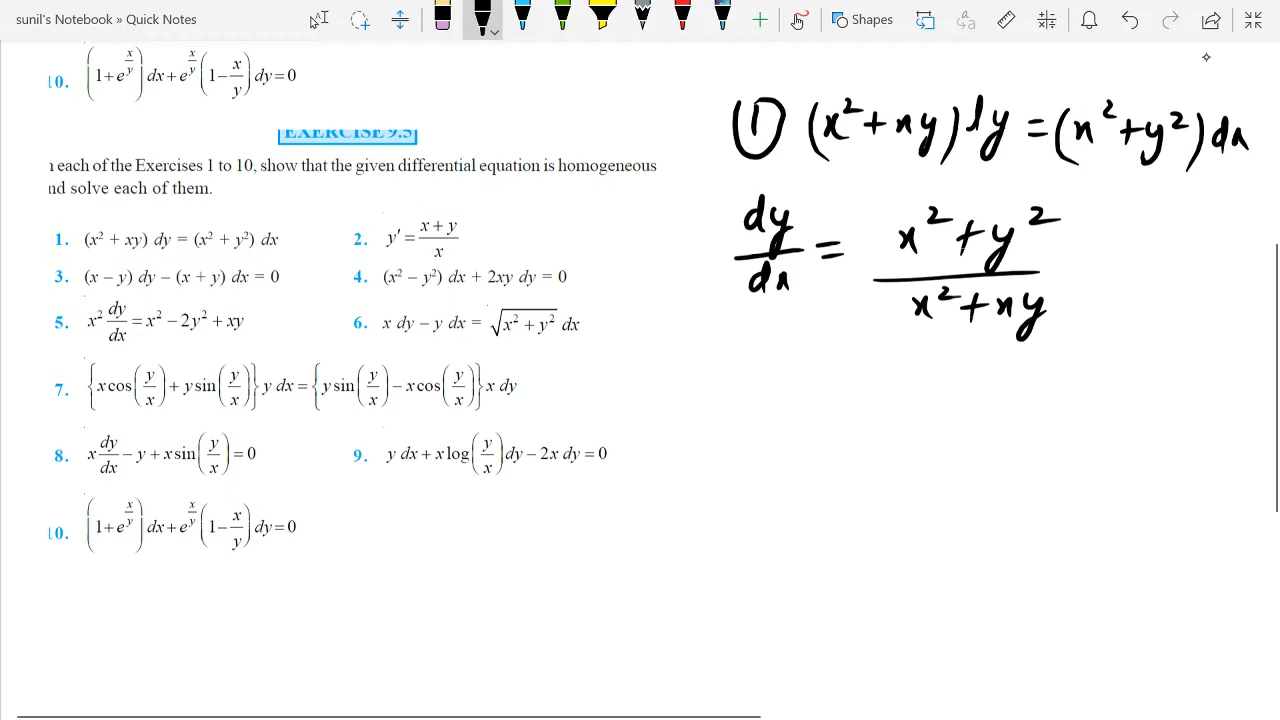 sunil's Notebook » Quick Notes
Shapes
10. (1+e^(x/y)) dx+e^(x/y) (1−x/y) dy=0
EXERCISE 9.5
n each of the Exercises 1 to 10, show that the given differential equation is homogeneous
nd solve each of them.
1. (x² + xy) dy = (x² + y²) dx
2. y′ = (x + y)/x
3. (x – y) dy – (x + y) dx = 0
4. (x² – y²) dx + 2xy dy = 0
5. x² dy/dx = x² − 2y² + xy
6. x dy – y dx = √(x² + y²) dx
7. {x cos(y/x) + y sin(y/x)} y dx = {y sin(y/x) − x cos(y/x)} x dy
8. x dy/dx − y + x sin(y/x) = 0
9. y dx + x log(y/x) dy − 2x dy = 0
10. (1+e^(x/y)) dx+e^(x/y) (1−x/y) dy=0
① (x²+xy) dy = (x²+y²) dx
dy/dx = (x²+y²)/(x²+xy)